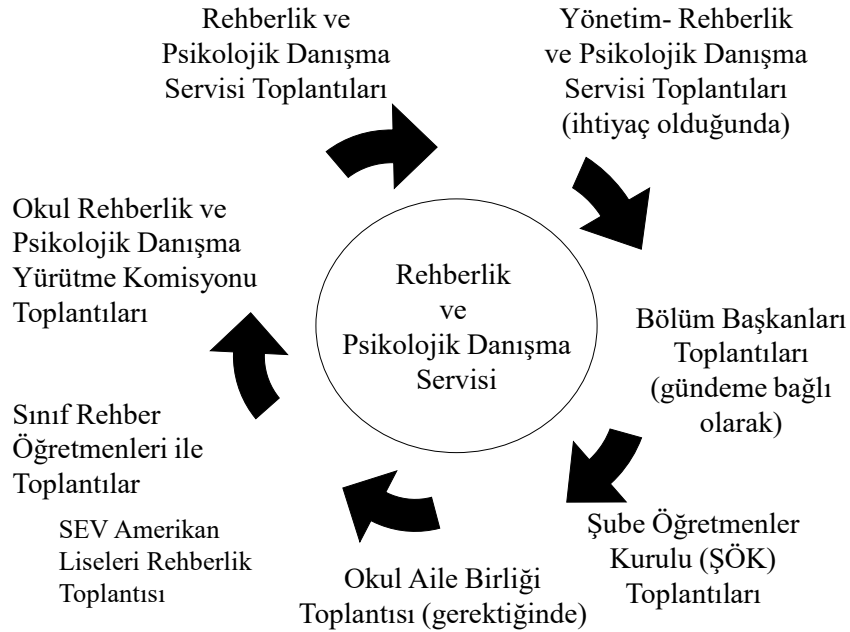 Rehberlik ve
Psikolojik Danışma
Servisi Toplantıları
Yönetim- Rehberlik
ve Psikolojik Danışma
Servisi Toplantıları
(ihtiyaç olduğunda)
Okul Rehberlik ve
Psikolojik Danışma
Yürütme Komisyonu
Toplantıları
Rehberlik
ve
Psikolojik Danışma
Servisi
Bölüm Başkanları
Toplantıları
(gündeme bağlı
olarak)
Sınıf Rehber
Öğretmenleri ile
Toplantılar
SEV Amerikan
Liseleri Rehberlik
Toplantısı
Okul Aile Birliği
Toplantısı (gerektiğinde)
Şube Öğretmenler
Kurulu (ŞÖK)
Toplantıları